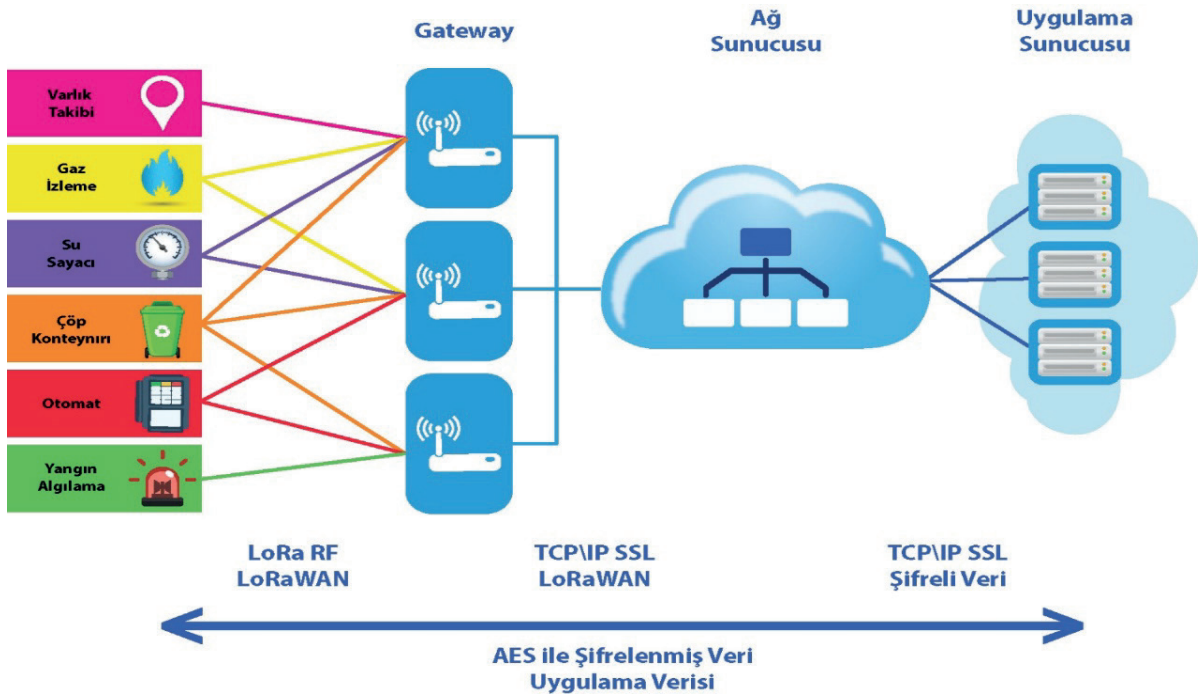 Gateway
Ağ
Sunucusu
Uygulama
Sunucusu
Varlık
Takibi
Gaz
İzleme
Su
Sayacı
Çöp
Konteynırı
Otomat
Yangın
Algılama
LoRa RF
LoRaWAN
TCP\IP SSL
LoRaWAN
TCP\IP SSL
Şifreli Veri
AES ile Şifrelenmiş Veri
Uygulama Verisi